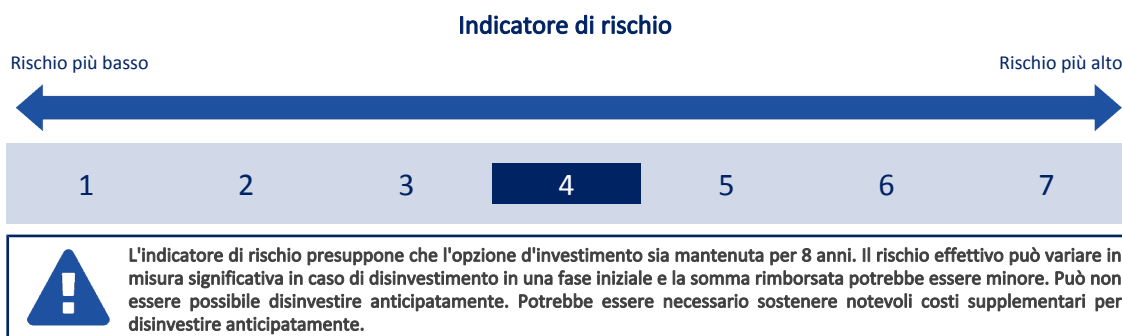 Indicatore di rischio
Rischio più basso
Rischio più alto
1 2 3 4 5 6 7
L'indicatore di rischio presuppone che l'opzione d'investimento sia mantenuta per 8 anni. Il rischio effettivo può variare in
misura significativa in caso di disinvestimento in una fase iniziale e la somma rimborsata potrebbe essere minore. Può non
essere possibile disinvestire anticipatamente. Potrebbe essere necessario sostenere notevoli costi supplementari per
disinvestire anticipatamente.